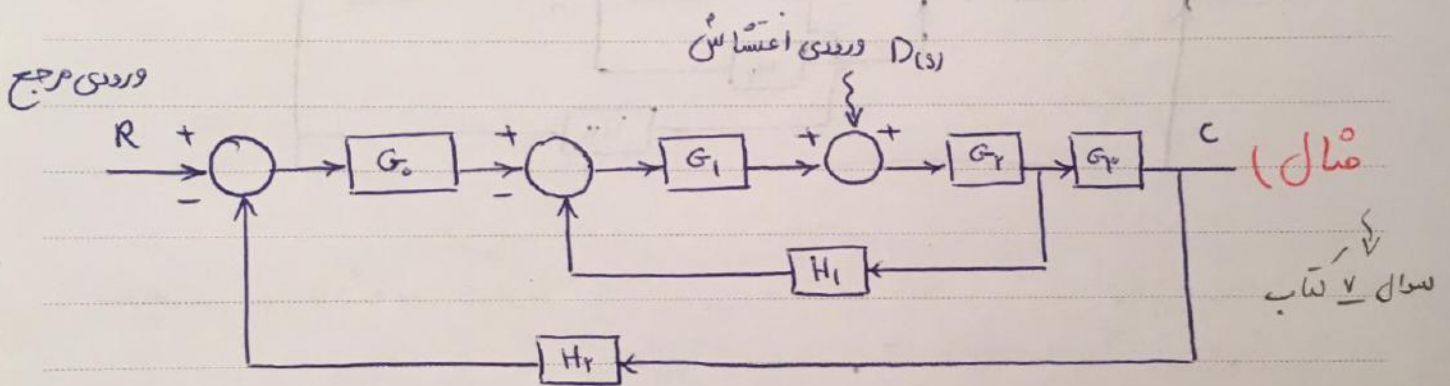 ورودی اغتشاش D(s)
ورودی مرجع
R + − G₀ + − G₁ + + G₂ G₃ C
مثال ۱)
H₁
سوال ۷ کتاب
H₂